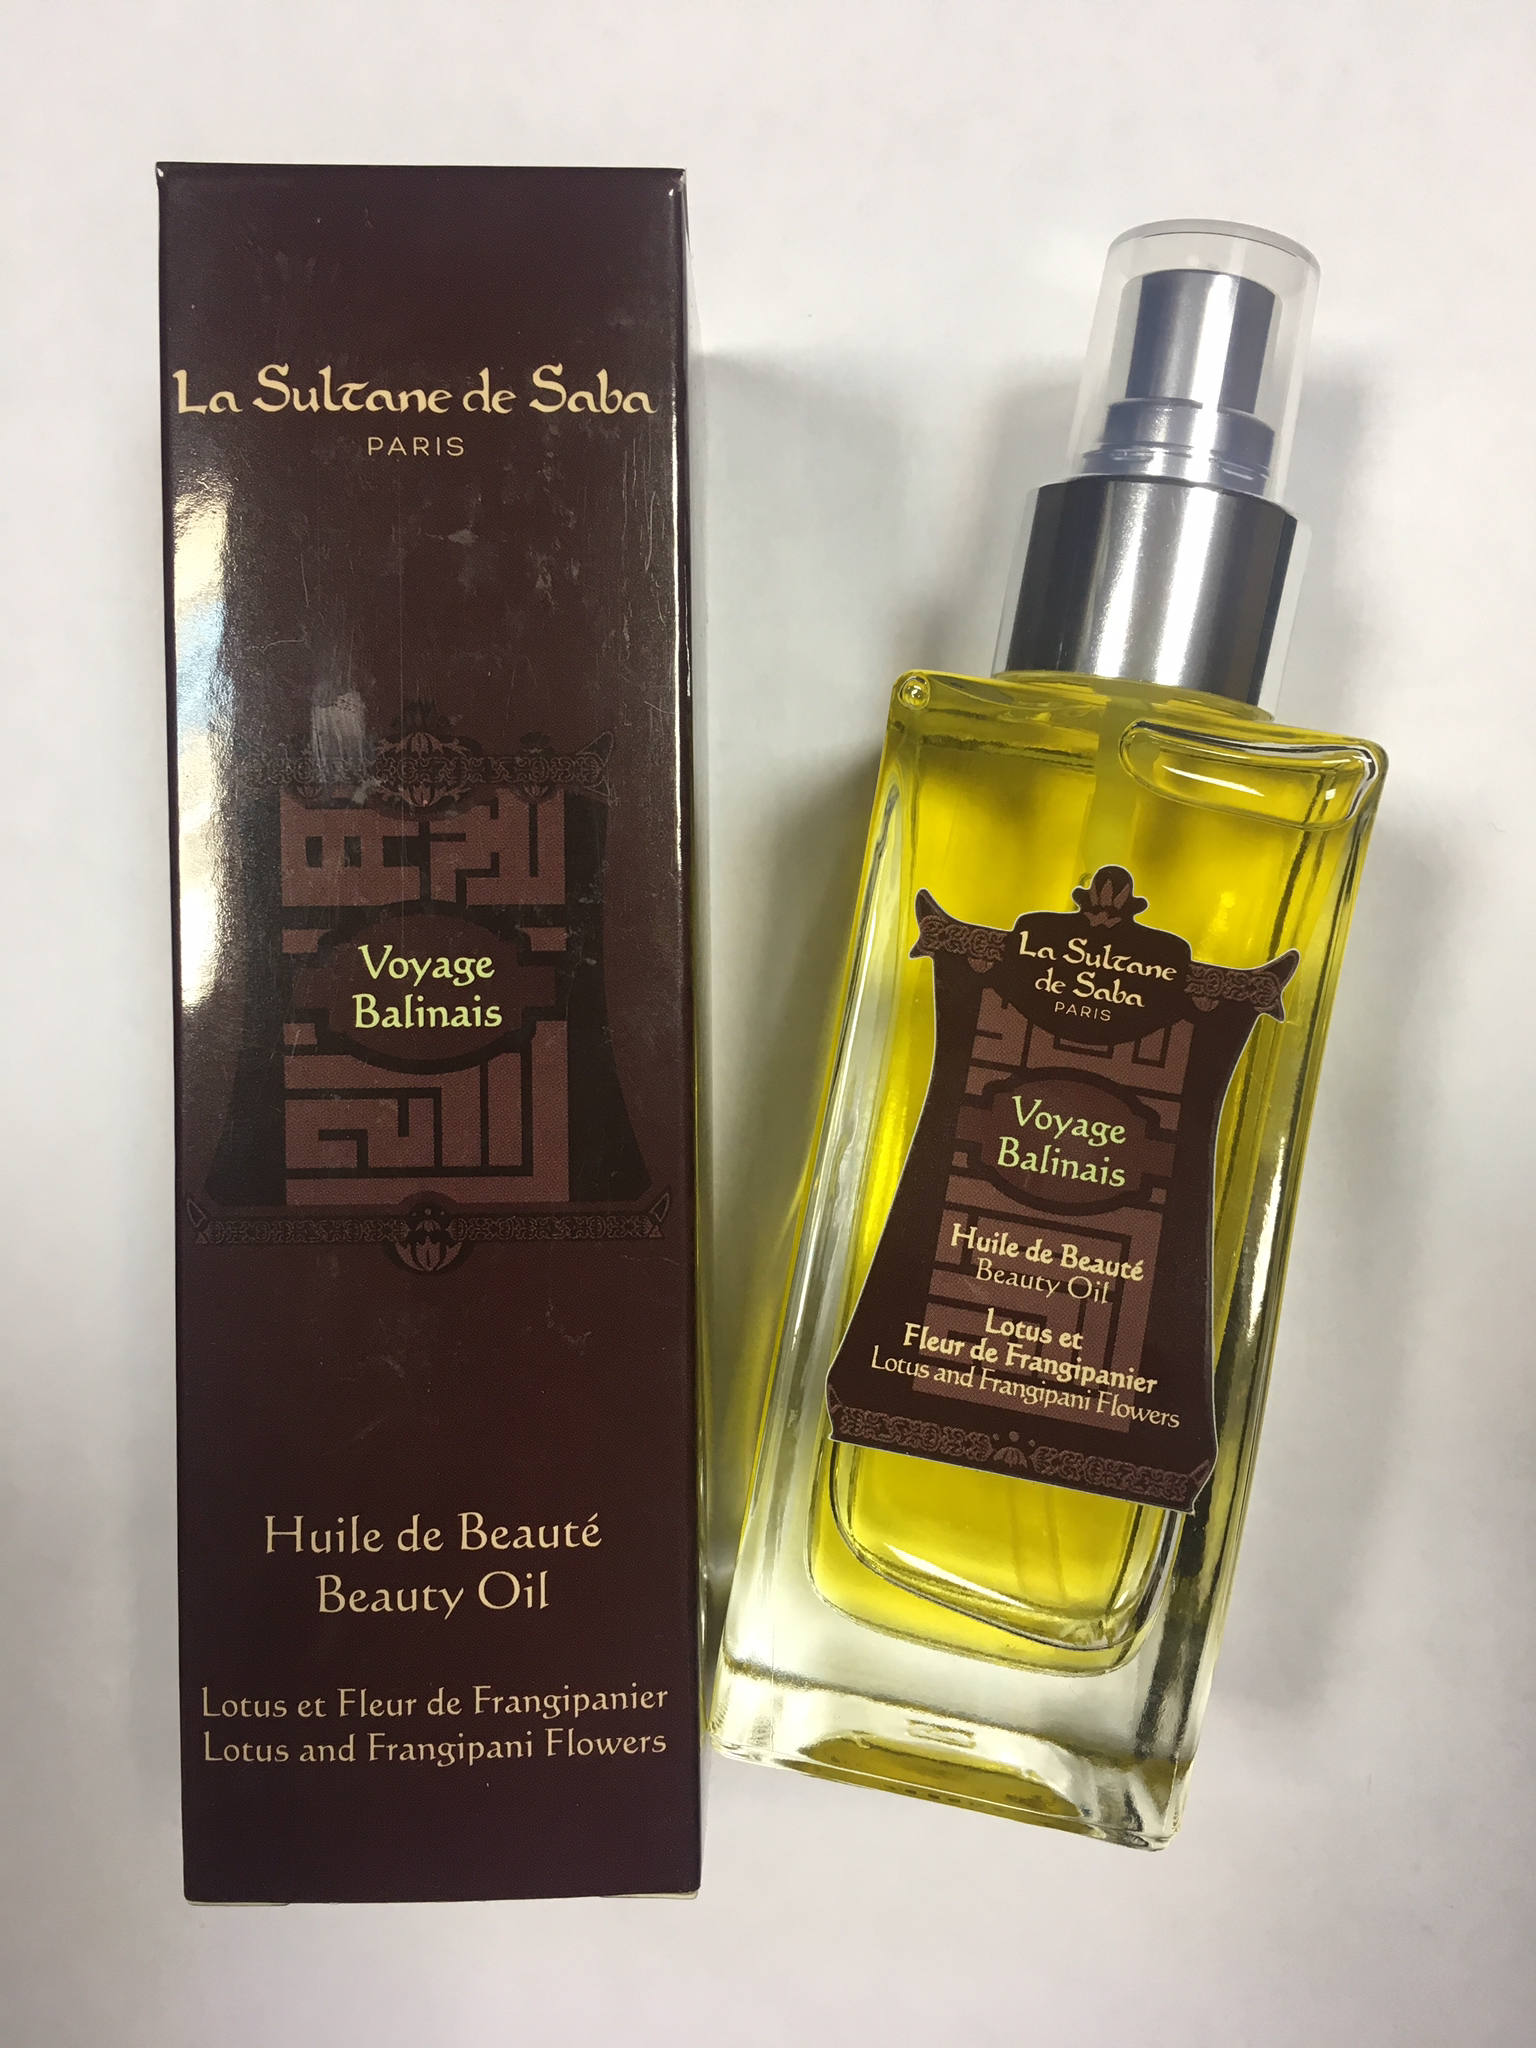 La Sultane de Saba
PARIS
Voyage
Balinais
Huile de Beauté
Beauty Oil
Lotus et Fleur de Frangipanier
Lotus and Frangipani Flowers
La Sultane
de Saba
PARIS
Voyage
Balinais
Huile de Beauté
Beauty Oil
Lotus et
Fleur de Frangipanier
Lotus and Frangipani Flowers